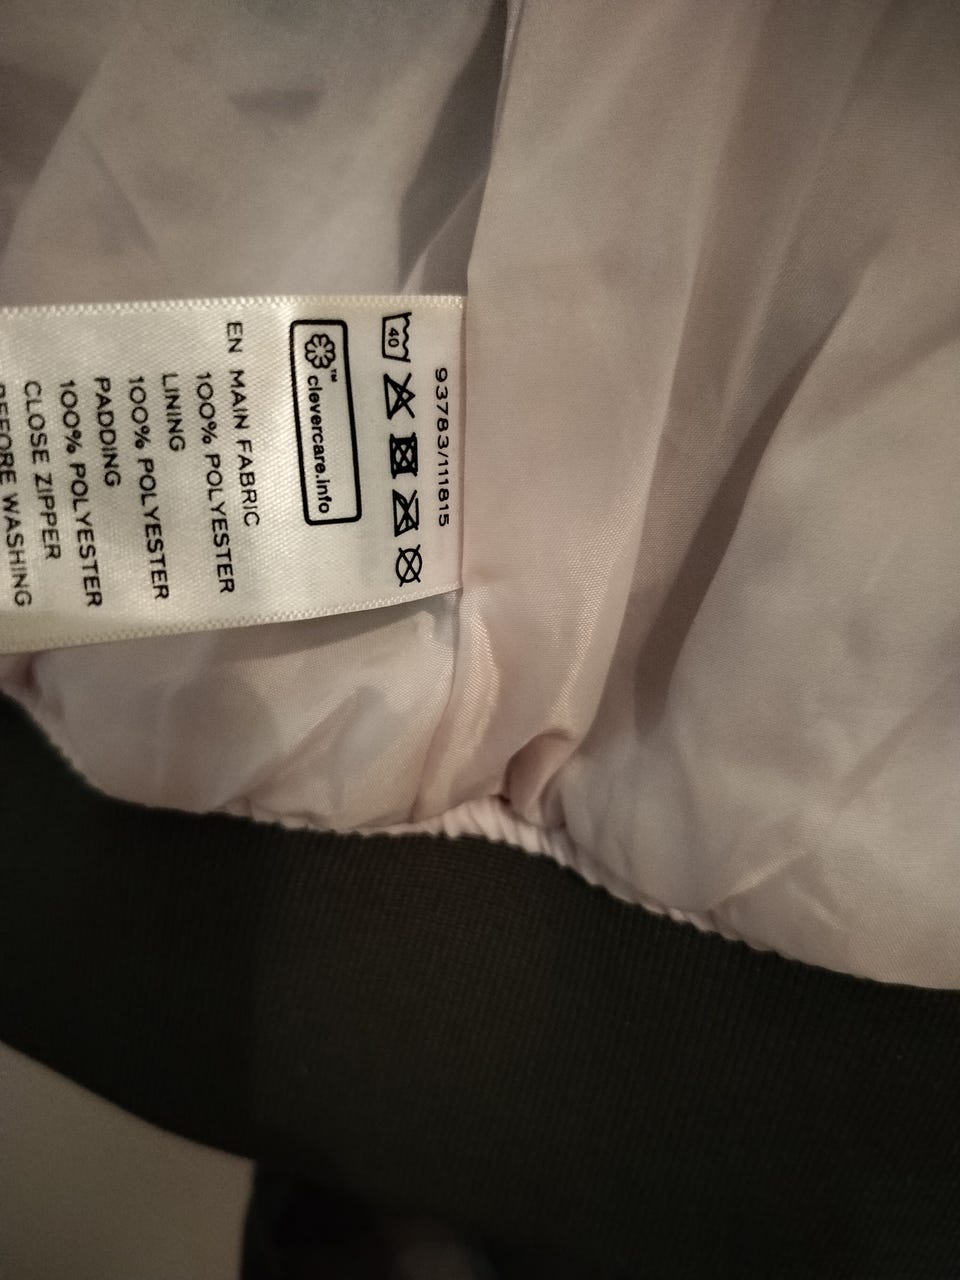 93783/111815
40
clevercare.info™
EN MAIN FABRIC
100% POLYESTER
LINING
100% POLYESTER
PADDING
100% POLYESTER
CLOSE ZIPPER
BEFORE WASHING